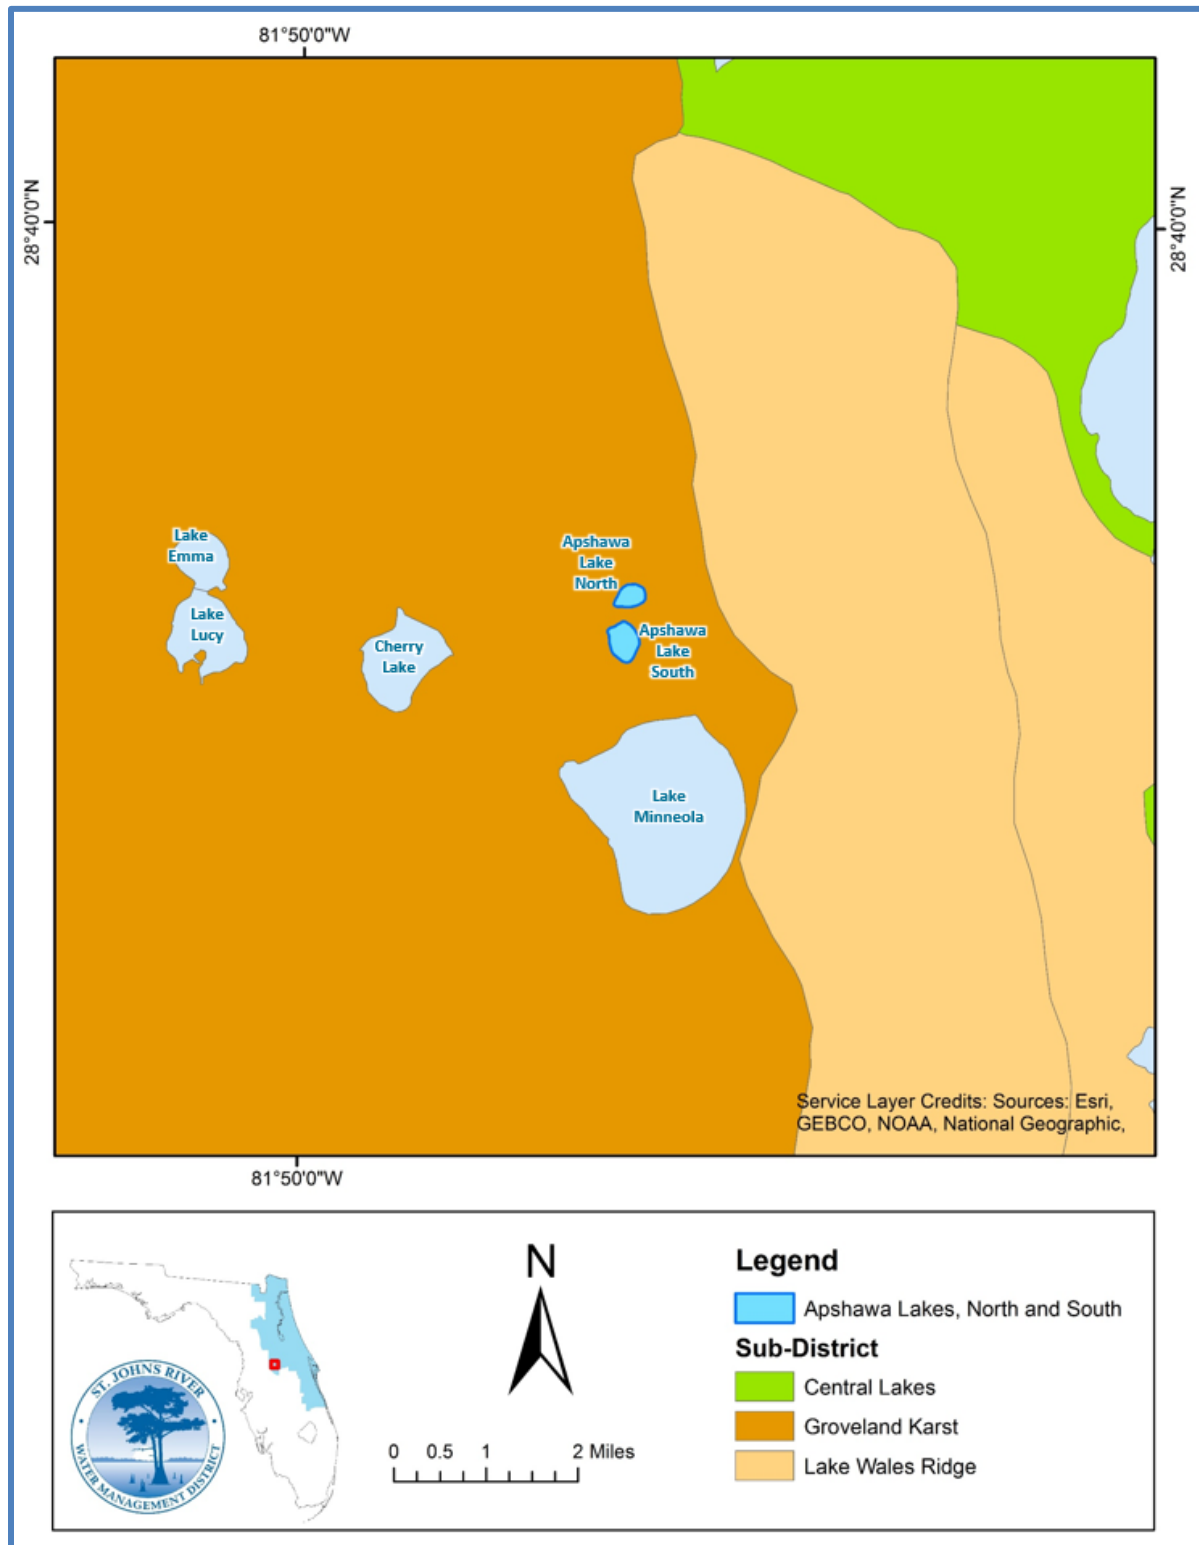 81°50'0"W
28°40'0"N
28°40'0"N
Lake
Emma
Lake
Lucy
Cherry
Lake
Apshawa
Lake
North
Apshawa
Lake
South
Lake
Minneola
Service Layer Credits: Sources: Esri,
GEBCO, NOAA, National Geographic,
81°50'0"W
ST. JOHNS RIVER
WATER MANAGEMENT DISTRICT
N
0 0.5 1 2 Miles
Legend
Apshawa Lakes, North and South
Sub-District
Central Lakes
Groveland Karst
Lake Wales Ridge